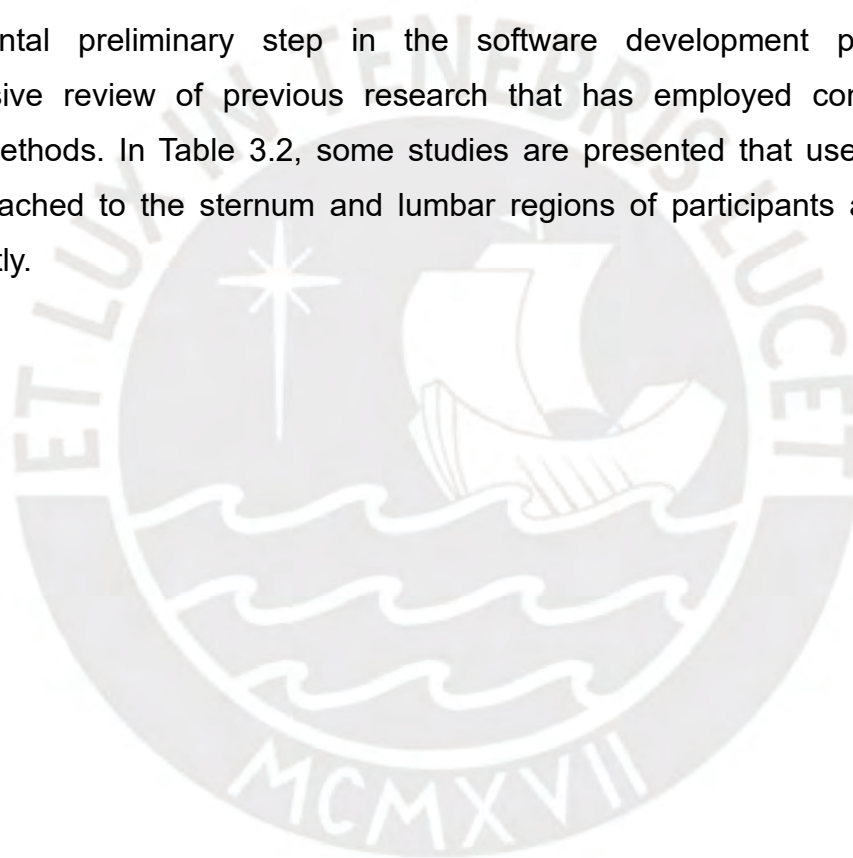 ntal preliminary step in the software development p
sive review of previous research that has employed cor
ethods. In Table 3.2, some studies are presented that use
ached to the sternum and lumbar regions of participants a
tly.
ET LUX IN TENEBRIS LUCET
MCMXVII